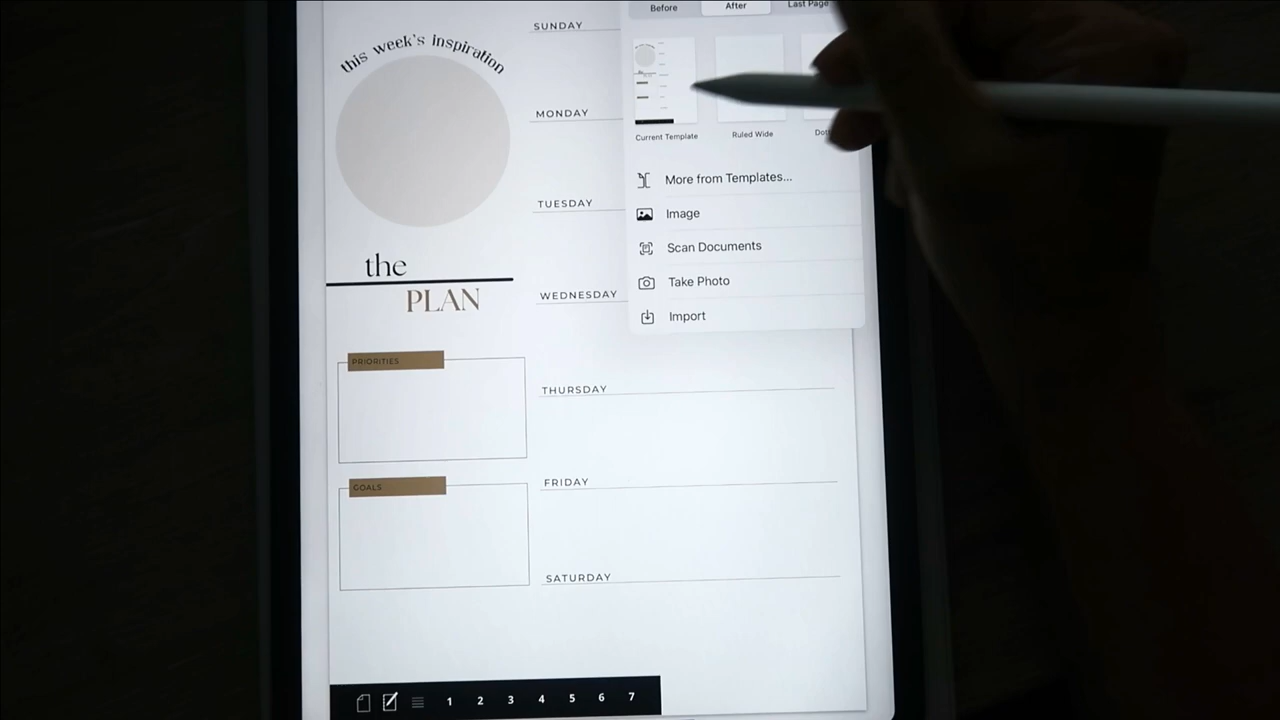 this week's inspiration
the
PLAN
PRIORITIES
GOALS
SUNDAY
MONDAY
TUESDAY
WEDNESDAY
THURSDAY
FRIDAY
SATURDAY
Before After Last Page
Current Template Ruled Wide
More from Templates...
Image
Scan Documents
Take Photo
Import
1 2 3 4 5 6 7